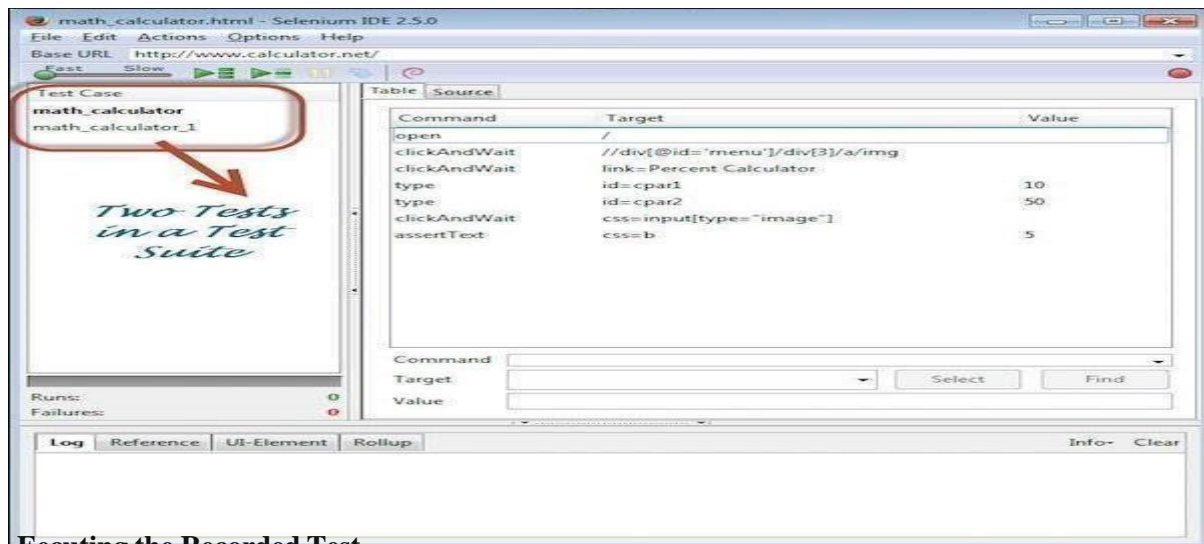 math_calculator.html - Selenium IDE 2.5.0
File Edit Actions Options Help
Base URL http://www.calculator.net/
Fast Slow
Test Case
math_calculator
math_calculator_1
Two Tests
in a Test
Suite
Runs: 0
Failures: 0
Table Source
Command Target Value
open /
clickAndWait //div[@id='menu']/div[3]/a/img
clickAndWait link=Percent Calculator
type id=cpar1 10
type id=cpar2 50
clickAndWait css=input[type="image"]
assertText css=b 5
Command
Target Select Find
Value
Log Reference UI-Element Rollup Info- Clear
Ecuting the Recorded Test